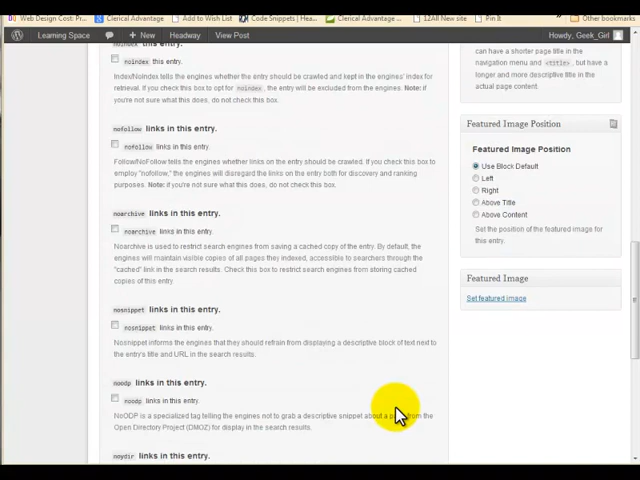 Web Design Cost: Pr...
Clerical Advantage
Add to Wish List
Code Snippets | Hea...
Clerical Advantage
12All New site
Pin It
»
Other bookmarks
Learning Space
+ New
Headway
View Post
Howdy, Geek_Girl
noindex this entry.
noindex this entry.
Index/NoIndex tells the engines whether the entry should be crawled and kept in the engines' index for
retrieval. If you check this box to opt for noindex, the entry will be excluded from the engines. Note: if
you're not sure what this does, do not check this box.
nofollow links in this entry.
nofollow links in this entry.
Follow/NoFollow tells the engines whether links on the entry should be crawled. If you check this box to
employ "nofollow," the engines will disregard the links on the entry both for discovery and ranking
purposes. Note: if you're not sure what this does, do not check this box.
noarchive links in this entry.
noarchive links in this entry.
Noarchive is used to restrict search engines from saving a cached copy of the entry. By default, the
engines will maintain visible copies of all pages they indexed, accessible to searchers through the
"cached" link in the search results. Check this box to restrict search engines from storing cached
copies of this entry.
nosnippet links in this entry.
nosnippet links in this entry.
Nosnippet informs the engines that they should refrain from displaying a descriptive block of text next to
the entry's title and URL in the search results.
noodp links in this entry.
noodp links in this entry.
NoODP is a specialized tag telling the engines not to grab a descriptive snippet about a from the
Open Directory Project (DMOZ) for display in the search results.
noydir links in this entry.
can have a shorter page title in the
navigation menu and <title>, but have a
longer and more descriptive title in the
actual page content.
Featured Image Position
Featured Image Position
Use Block Default
Left
Right
Above Title
Above Content
Set the position of the featured image for
this entry.
Featured Image
Set featured image